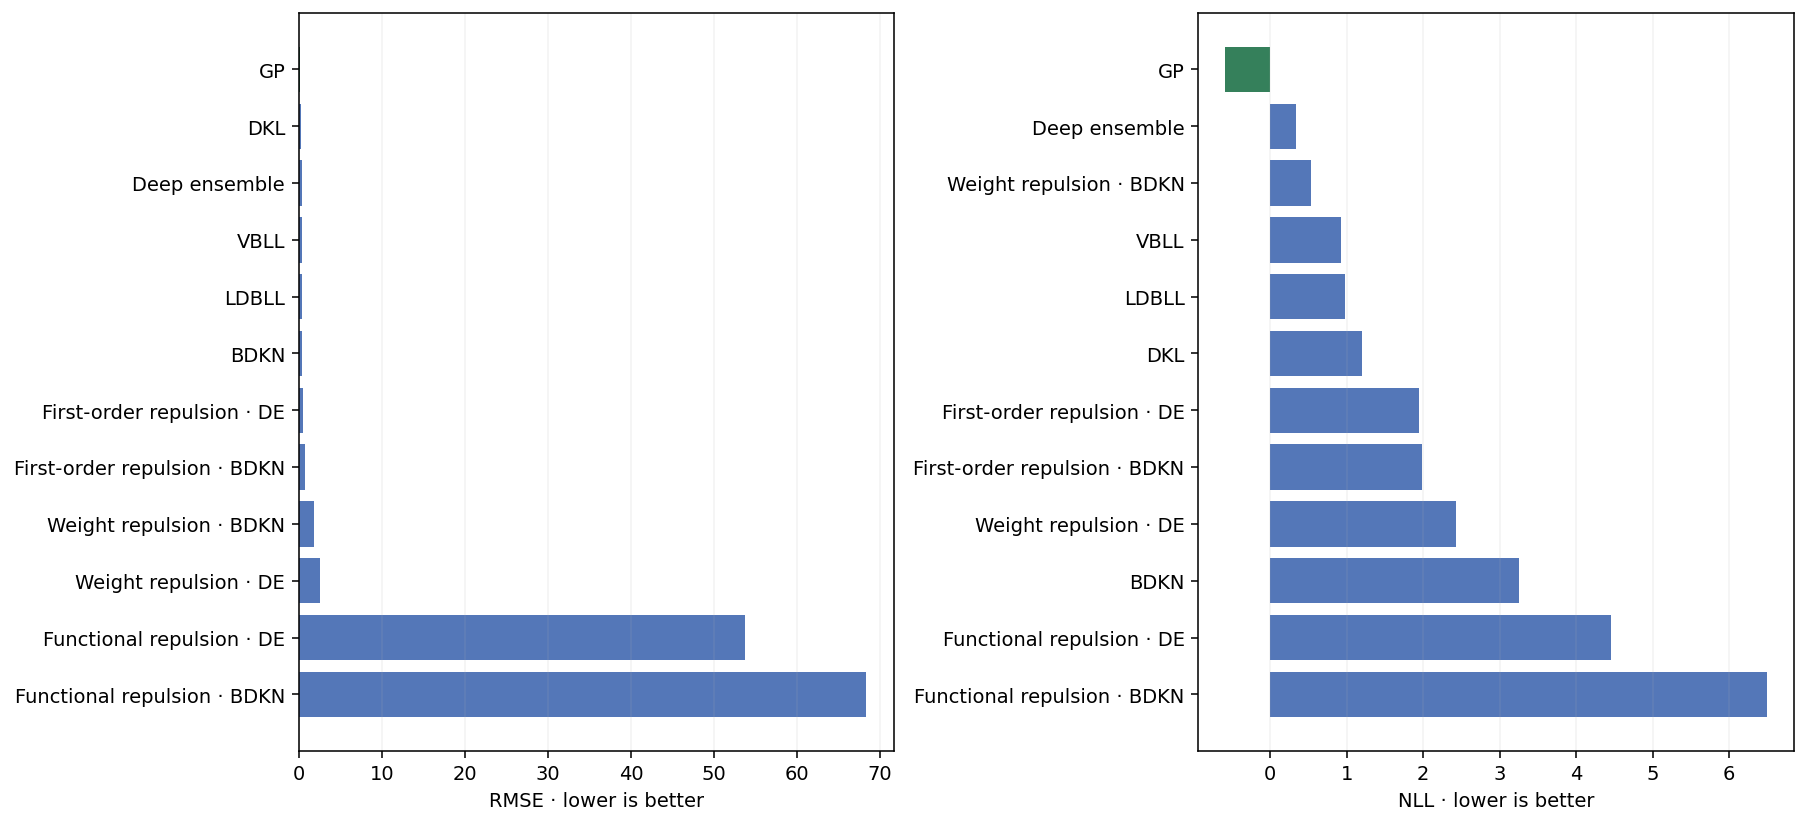 GP
DKL
Deep ensemble
VBLL
LDBLL
BDKN
First-order repulsion · DE
First-order repulsion · BDKN
Weight repulsion · BDKN
Weight repulsion · DE
Functional repulsion · DE
Functional repulsion · BDKN
0 10 20 30 40 50 60 70
RMSE · lower is better
GP
Deep ensemble
Weight repulsion · BDKN
VBLL
LDBLL
DKL
First-order repulsion · DE
First-order repulsion · BDKN
Weight repulsion · DE
BDKN
Functional repulsion · DE
Functional repulsion · BDKN
0 1 2 3 4 5 6
NLL · lower is better